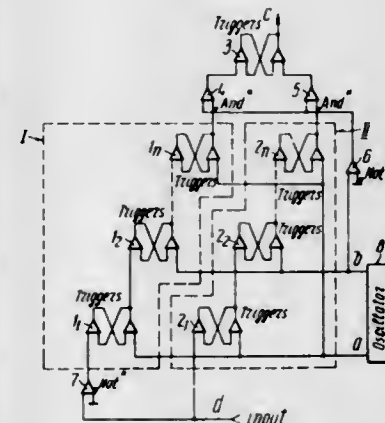 C
Triggers
3
4
5
"And"
"And"
I
II
1n
2n
6
"Not"
Triggers
Triggers
Triggers
1₂
2₂
Triggers
b
8
Oscillator
Triggers
1₁
2₁
Triggers
a
7
"Not"
d
input